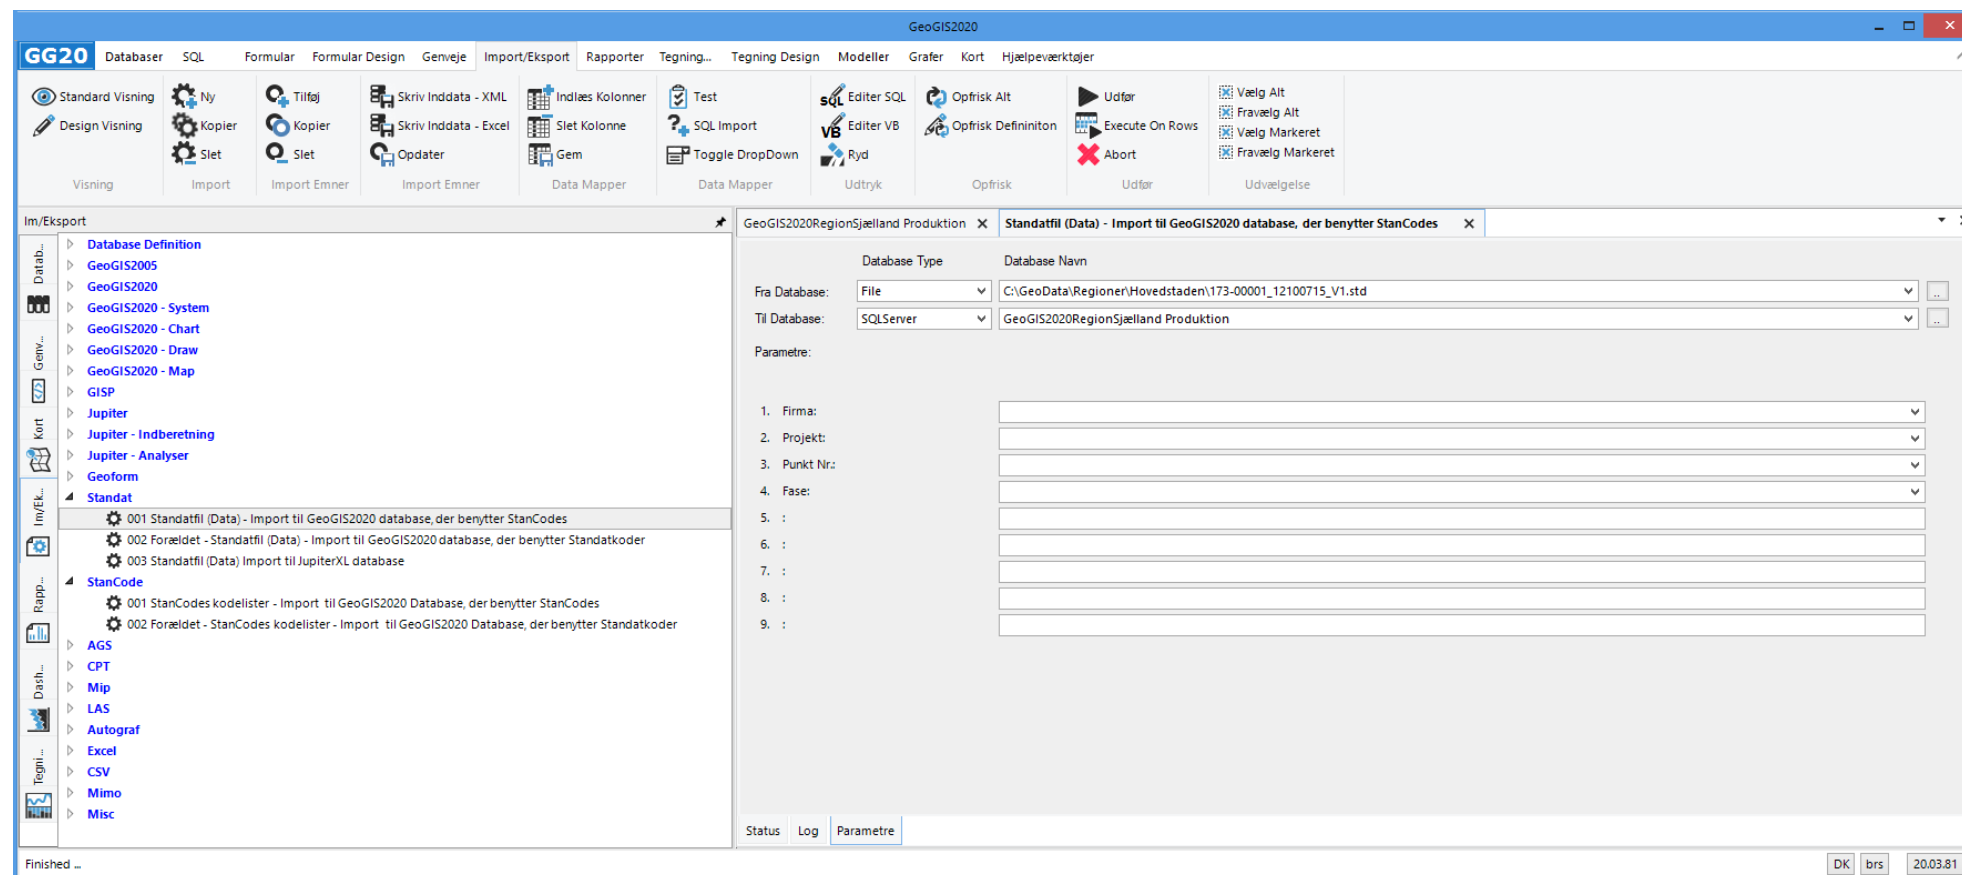 GeoGIS2020
GG20 Databaser SQL Formular Formular Design Genveje Import/Eksport Rapporter Tegning... Tegning Design Modeller Grafer Kort Hjælpeværktøjer
Standard Visning Ny Tilføj Skriv Inddata - XML Indlæs Kolonner Test Editer SQL Opfrisk Alt Udfør Vælg Alt
Fravælg Alt
Design Visning Kopier Kopier Skriv Inddata - Excel Slet Kolonne SQL Import Editer VB Opfrisk Defininiton Execute On Rows Vælg Markeret
Slet Slet Opdater Gem Toggle DropDown Ryd Abort Fravælg Markeret
Visning Import Import Emner Import Emner Data Mapper Data Mapper Udtryk Opfrisk Udfør Udvælgelse
Im/Eksport
Datab...
Genv...
Kort
Im/Ek...
Rapp...
Dash...
Tegni...
Database Definition
GeoGIS2005
GeoGIS2020
GeoGIS2020 - System
GeoGIS2020 - Chart
GeoGIS2020 - Draw
GeoGIS2020 - Map
GISP
Jupiter
Jupiter - Indberetning
Jupiter - Analyser
Geoform
Standat
001 Standatfil (Data) - Import til GeoGIS2020 database, der benytter StanCodes
002 Forældet - Standatfil (Data) - Import til GeoGIS2020 database, der benytter Standatkoder
003 Standatfil (Data) Import til JupiterXL database
StanCode
001 StanCodes kodelister - Import til GeoGIS2020 Database, der benytter StanCodes
002 Forældet - StanCodes kodelister - Import til GeoGIS2020 Database, der benytter Standatkoder
AGS
CPT
Mip
LAS
Autograf
Excel
CSV
Mimo
Misc
GeoGIS2020RegionSjælland Produktion Standatfil (Data) - Import til GeoGIS2020 database, der benytter StanCodes
Database Type Database Navn
Fra Database: File C:\GeoData\Regioner\Hovedstaden\173-00001_12100715_V1.std ..
Til Database: SQLServer GeoGIS2020RegionSjælland Produktion ..
Parametre:
1. Firma:
2. Projekt:
3. Punkt Nr.:
4. Fase:
5. :
6. :
7. :
8. :
9. :
Status Log Parametre
Finished ... DK brs 20.03.81